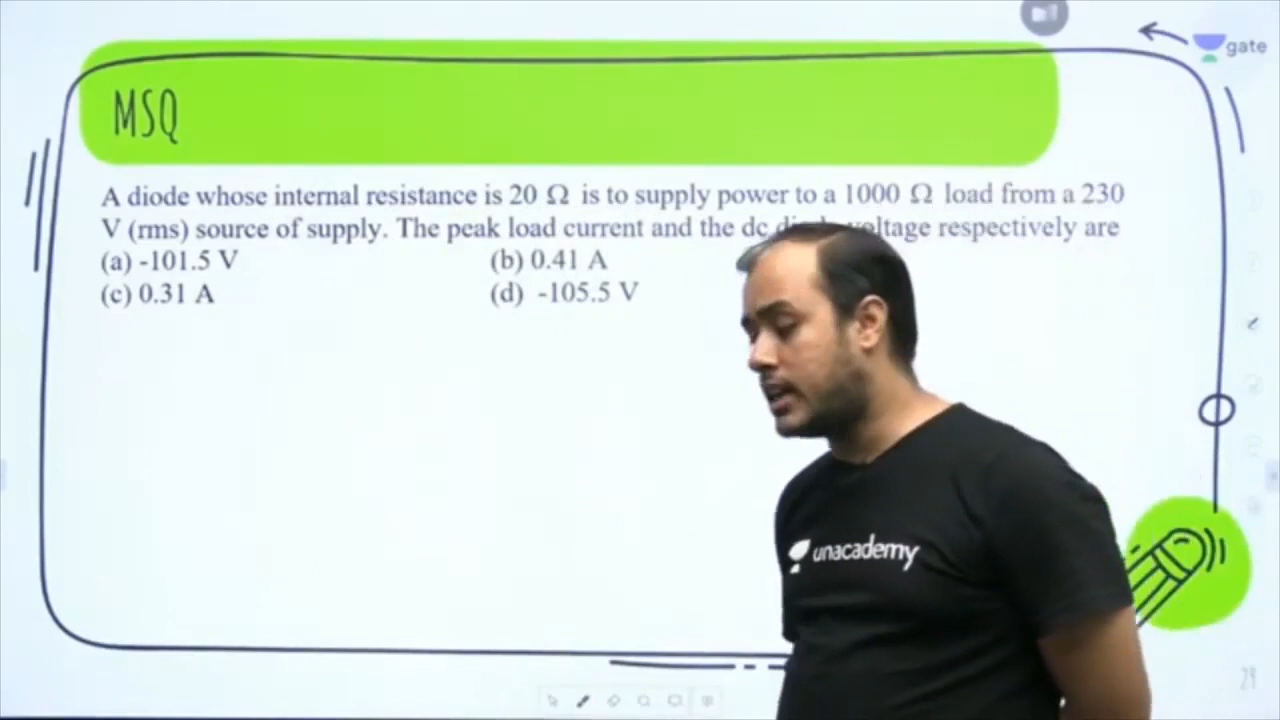 gate
MSQ
A diode whose internal resistance is 20 Ω is to supply power to a 1000 Ω load from a 230
V (rms) source of supply. The peak load current and the dc voltage respectively are
(a) -101.5 V (b) 0.41 A
(c) 0.31 A (d) -105.5 V
unacademy
29